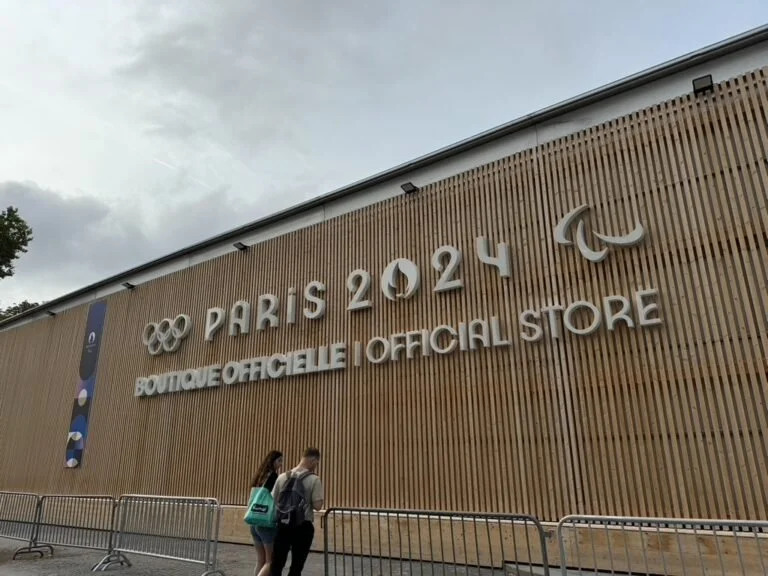 PARIS 2024
BOUTIQUE OFFICIELLE | OFFICIAL STORE